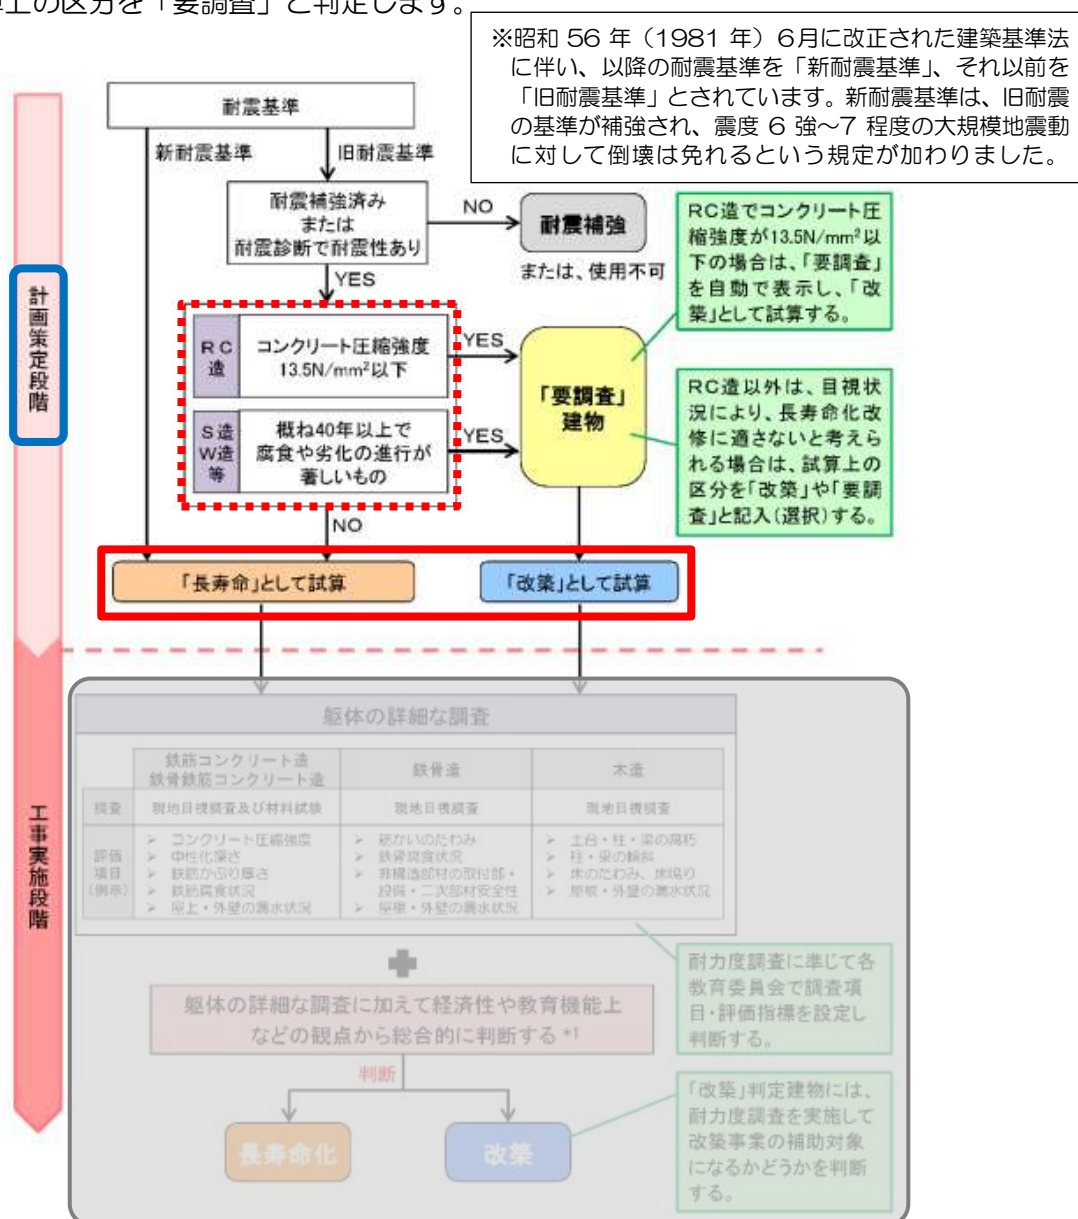 上の区分を「要調査」と判定します。
※昭和 56 年（1981 年）6月に改正された建築基準法
に伴い、以降の耐震基準を「新耐震基準」、それ以前を
「旧耐震基準」とされています。新耐震基準は、旧耐震
の基準が補強され、震度 6 強～7 程度の大規模地震動
に対して倒壊は免れるという規定が加わりました。
計画策定段階
耐震基準
新耐震基準
旧耐震基準
耐震補強済み
または
耐震診断で耐震性あり
NO
耐震補強
または、使用不可
YES
RC造でコンクリート圧
縮強度が13.5N/mm²以
下の場合は、「要調査」
を自動で表示し、「改
築」として試算する。
RC
造
コンクリート圧縮強度
13.5N/mm²以下
YES
「要調査」
建物
S造
W造
等
概ね40年以上で
腐食や劣化の進行が
著しいもの
YES
RC造以外は、目視状
況により、長寿命化改
修に適さないと考えら
れる場合は、試算上の
区分を「改築」や「要調
査」と記入(選択)する。
NO
「長寿命」として試算
「改築」として試算
工事実施段階
躯体の詳細な調査
鉄筋コンクリート造
鉄骨鉄筋コンクリート造
鉄骨造
木造
調査
現地目視調査及び材料試験
現地目視調査
現地目視調査
評価
項目
(例示)
➢ コンクリート圧縮強度
➢ 中性化深さ
➢ 鉄筋かぶり厚さ
➢ 鉄筋腐食状況
➢ 屋上・外壁の漏水状況
➢ 筋かいのたわみ
➢ 鉄骨腐食状況
➢ 非構造部材の取付部・
設備・二次部材安全性
➢ 屋根・外壁の漏水状況
➢ 土台・柱・梁の腐朽
➢ 柱・梁の傾斜
➢ 床のたわみ、床鳴り
➢ 屋根・外壁の漏水状況
耐力度調査に準じて各
教育委員会で調査項
目・評価指標を設定し
判断する。
躯体の詳細な調査に加えて経済性や教育機能上
などの観点から総合的に判断する *1
判断
長寿命化
改築
「改築」判定建物には、
耐力度調査を実施して
改築事業の補助対象
になるかどうかを判断
する。